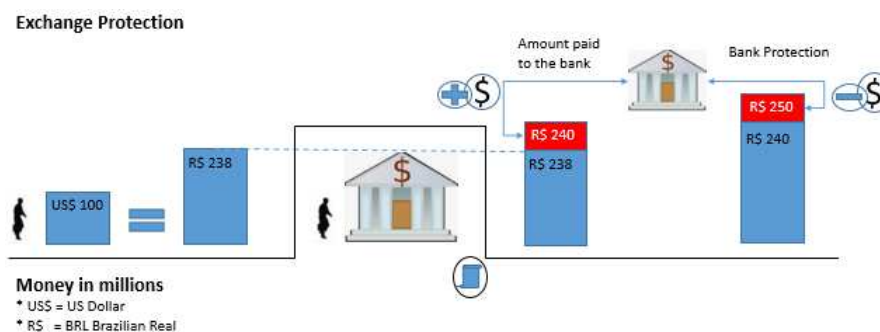 Exchange Protection
Amount paid
to the bank
Bank Protection
$
$
$
$
R$ 250
R$ 240
R$ 240
R$ 238
R$ 238
US$ 100
Money in millions
* US$ = US Dollar
* R$ = BRL Brazilian Real